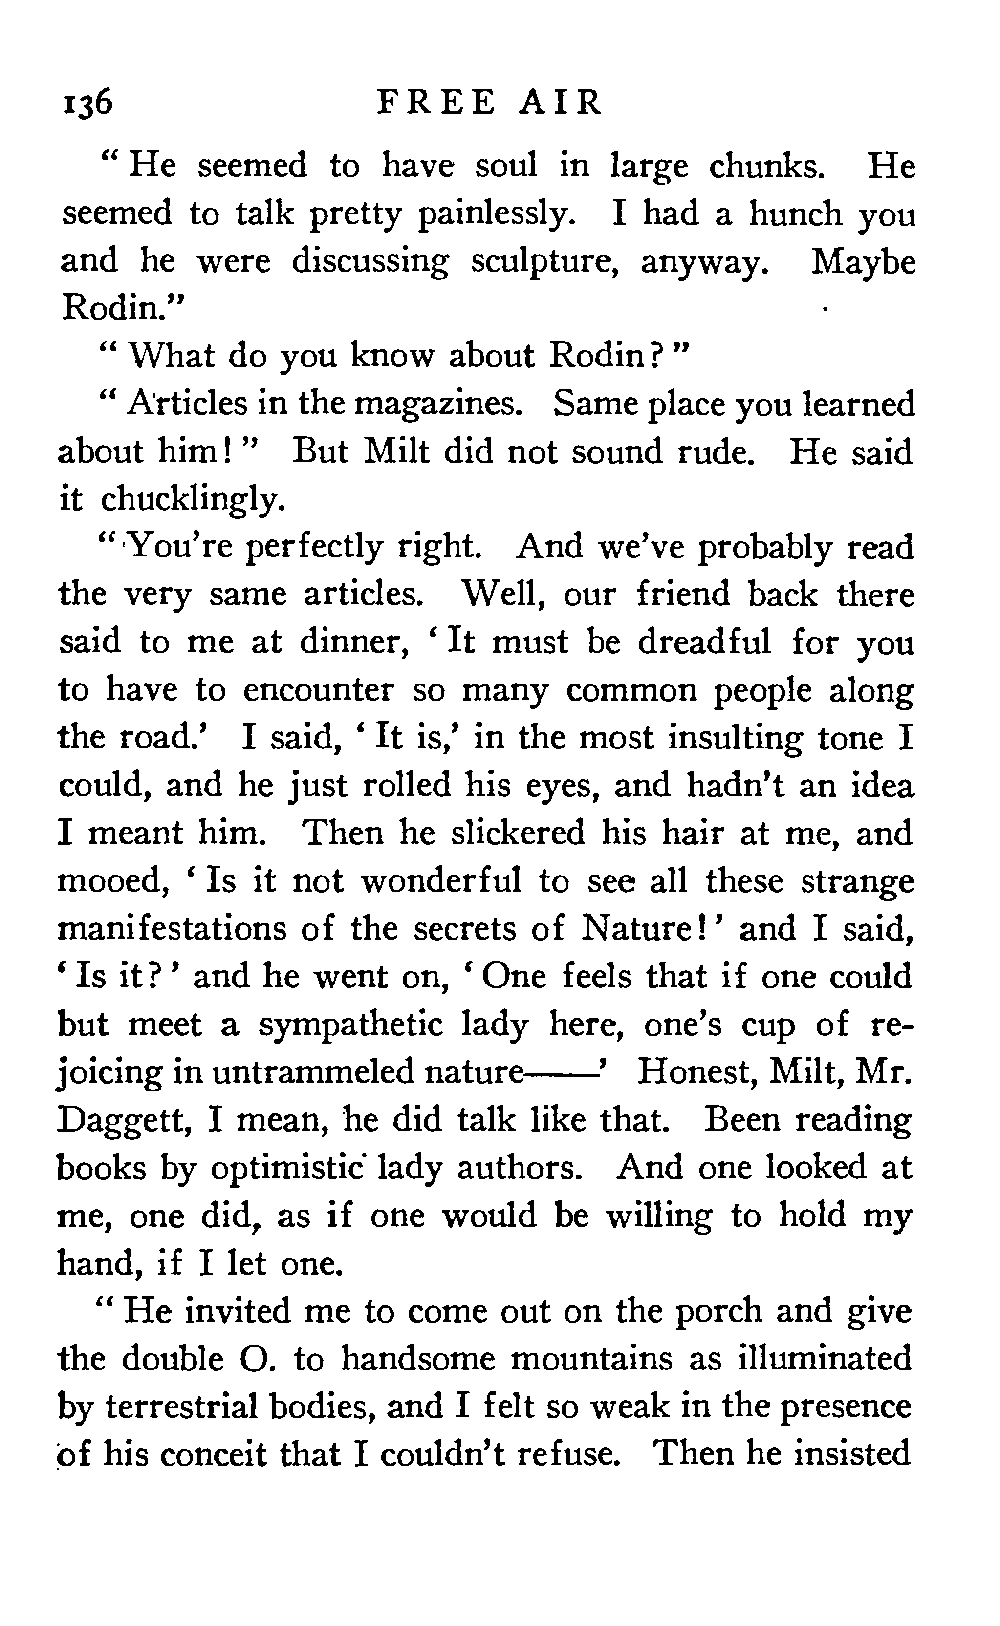 136 FREE AIR
“ He seemed to have soul in large chunks. He
seemed to talk pretty painlessly. I had a hunch you
and he were discussing sculpture, anyway. Maybe
Rodin.”
“ What do you know about Rodin? ”
“ Articles in the magazines. Same place you learned
about him! ” But Milt did not sound rude. He said
it chucklingly.
“ You're perfectly right. And we've probably read
the very same articles. Well, our friend back there
said to me at dinner, ‘ It must be dreadful for you
to have to encounter so many common people along
the road.’ I said, ‘ It is,’ in the most insulting tone I
could, and he just rolled his eyes, and hadn't an idea
I meant him. Then he slickered his hair at me, and
mooed, ‘ Is it not wonderful to see all these strange
manifestations of the secrets of Nature! ’ and I said,
‘ Is it? ’ and he went on, ‘ One feels that if one could
but meet a sympathetic lady here, one's cup of re-
joicing in untrammeled nature——’ Honest, Milt, Mr.
Daggett, I mean, he did talk like that. Been reading
books by optimistic lady authors. And one looked at
me, one did, as if one would be willing to hold my
hand, if I let one.
“ He invited me to come out on the porch and give
the double O. to handsome mountains as illuminated
by terrestrial bodies, and I felt so weak in the presence
of his conceit that I couldn't refuse. Then he insisted